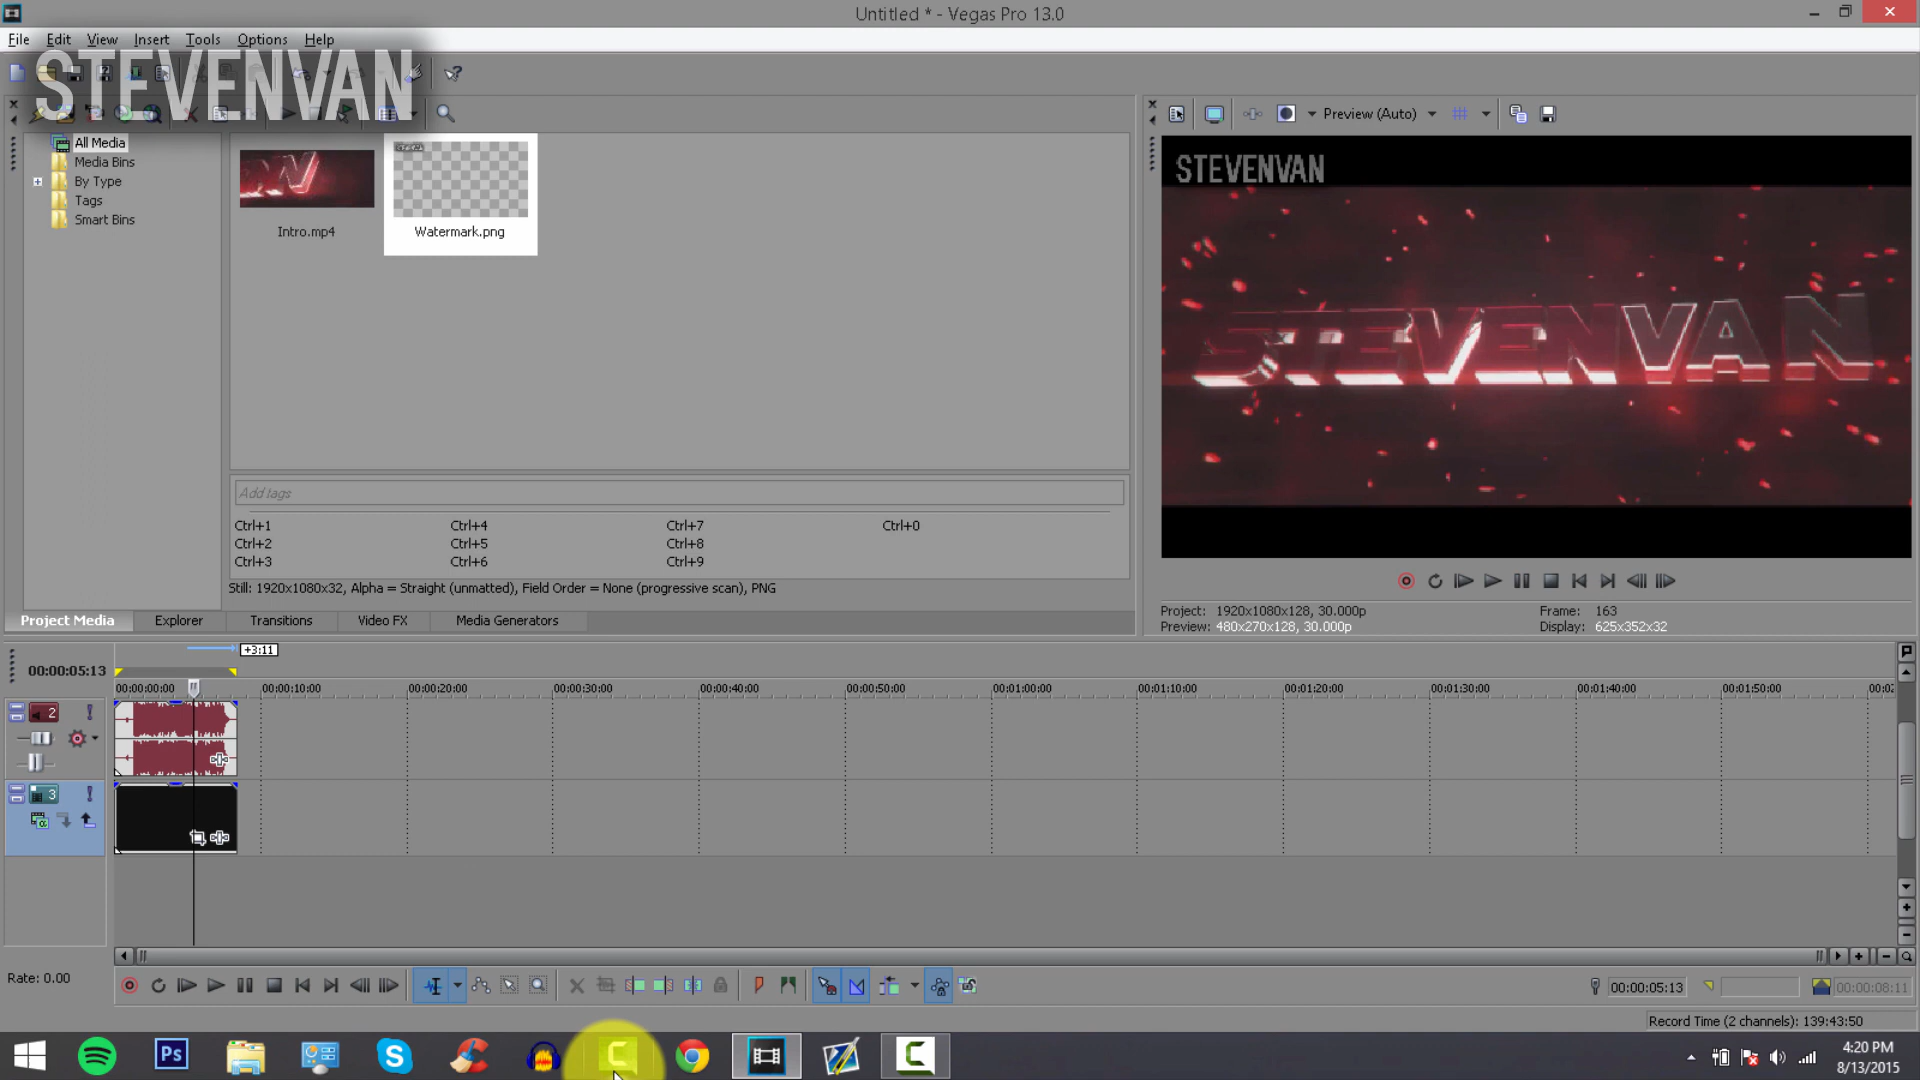 Untitled * - Vegas Pro 13.0
File Edit View Insert Tools Options Help
STEVENVAN
Preview (Auto)
All Media
Media Bins
By Type
Tags
Smart Bins
Intro.mp4
Watermark.png
STEVENVAN
STEVENVAN
Add tags
Ctrl+1 Ctrl+4 Ctrl+7 Ctrl+0
Ctrl+2 Ctrl+5 Ctrl+8
Ctrl+3 Ctrl+6 Ctrl+9
Still: 1920x1080x32, Alpha = Straight (unmatted), Field Order = None (progressive scan), PNG
Project Media Explorer Transitions Video FX Media Generators
Project: 1920x1080x128, 30.000p Frame: 163
Preview: 480x270x128, 30.000p Display: 625x352x32
+3:11
00:00:05:13
00:00:00:00 00:00:10:00 00:00:20:00 00:00:30:00 00:00:40:00 00:00:50:00 00:01:00:00 00:01:10:00 00:01:20:00 00:01:30:00 00:01:40:00 00:01:50:00 00:02
2
3
Rate: 0.00
00:00:05:13 00:00:08:11
Record Time (2 channels): 139:43:50
Ps
4:20 PM
8/13/2015